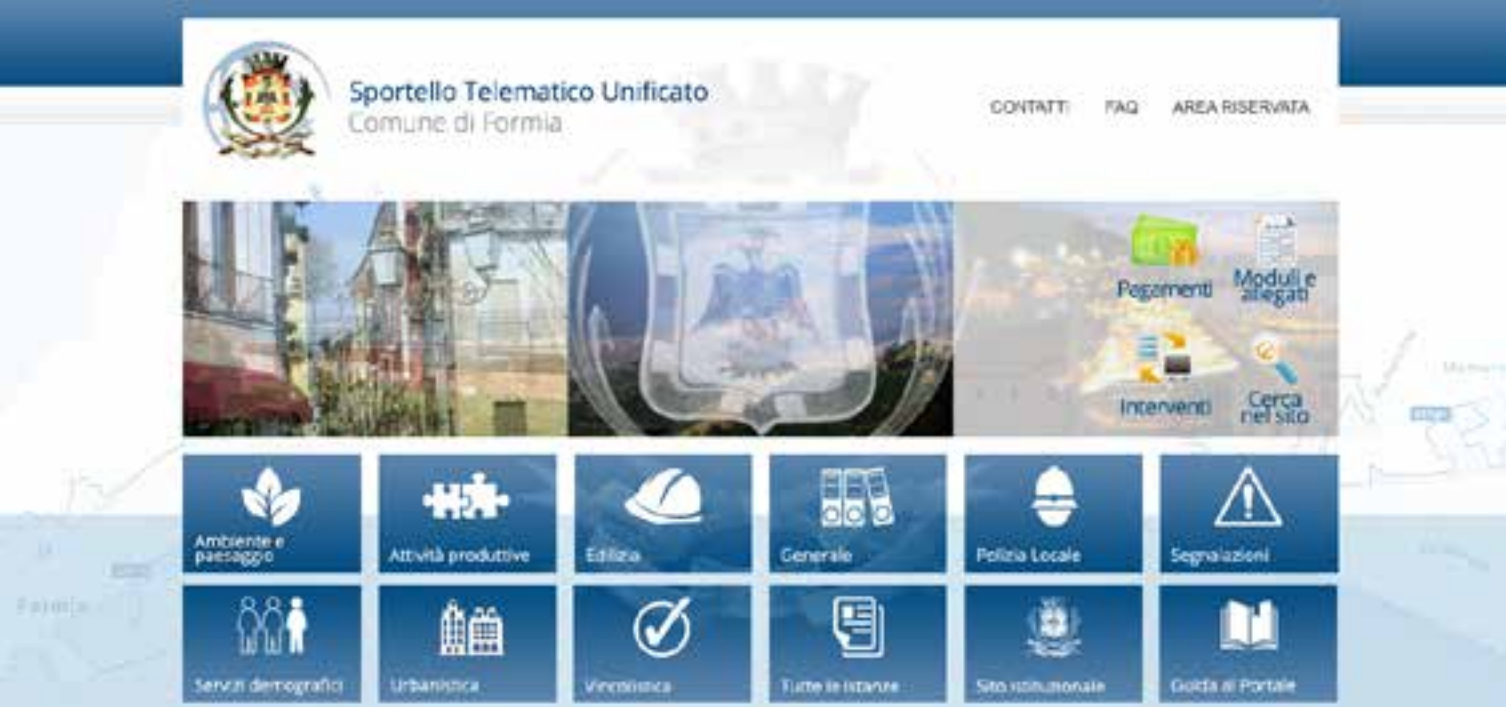 Sportello Telematico Unificato
Comune di Formia
CONTATTI FAQ AREA RISERVATA
Pagamenti
Moduli e
allegati
Interventi
Cerca
nel sito
Ambiente e
paesaggio
Attività produttive
Edilizia
Generale
Polizia Locale
Segnalazioni
Servizi demografici
Urbanistica
Vincolistica
Tutte le istanze
Sito istituzionale
Guida al Portale
Formia